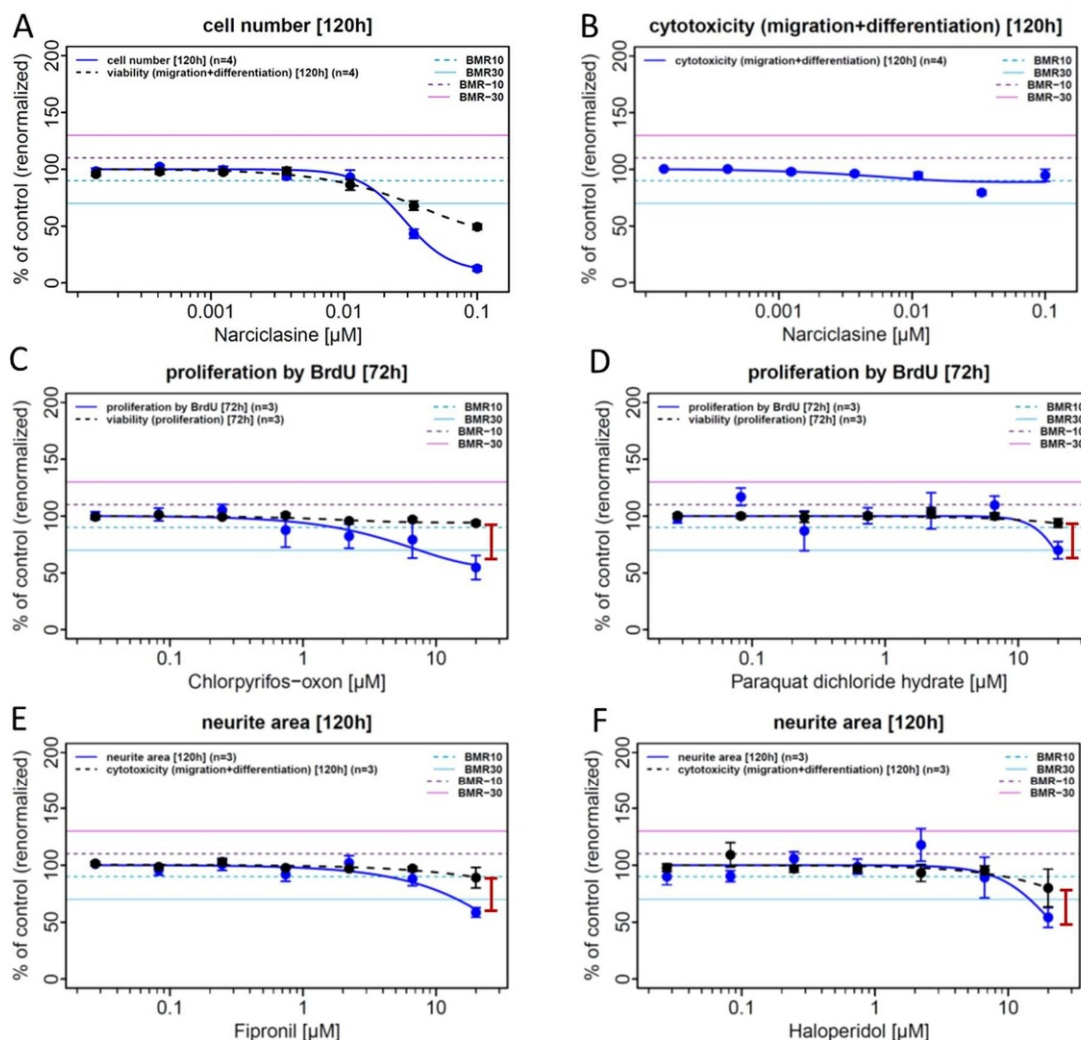 A
cell number [120h]
% of control (renormalized)
200
150
100
50
0
cell number [120h] (n=4)
viability (migration+differentiation) [120h] (n=4)
BMR10
BMR30
BMR−10
BMR−30
0.001
0.01
0.1
Narciclasine [µM]
B
cytotoxicity (migration+differentiation) [120h]
% of control (renormalized)
200
150
100
50
0
cytotoxicity (migration+differentiation) [120h] (n=4)
BMR10
BMR30
BMR−10
BMR−30
0.001
0.01
0.1
Narciclasine [µM]
C
proliferation by BrdU [72h]
% of control (renormalized)
200
150
100
50
0
proliferation by BrdU [72h] (n=3)
viability (proliferation) [72h] (n=3)
BMR10
BMR30
BMR−10
BMR−30
0.1
1
10
Chlorpyrifos−oxon [µM]
D
proliferation by BrdU [72h]
% of control (renormalized)
200
150
100
50
0
proliferation by BrdU [72h] (n=3)
viability (proliferation) [72h] (n=3)
BMR10
BMR30
BMR−10
BMR−30
0.1
1
10
Paraquat dichloride hydrate [µM]
E
neurite area [120h]
% of control (renormalized)
200
150
100
50
0
neurite area [120h] (n=3)
cytotoxicity (migration+differentiation) [120h] (n=3)
BMR10
BMR30
BMR−10
BMR−30
0.1
1
10
Fipronil [µM]
F
neurite area [120h]
% of control (renormalized)
200
150
100
50
0
neurite area [120h] (n=3)
cytotoxicity (migration+differentiation) [120h] (n=3)
BMR10
BMR30
BMR−10
BMR−30
0.1
1
10
Haloperidol [µM]